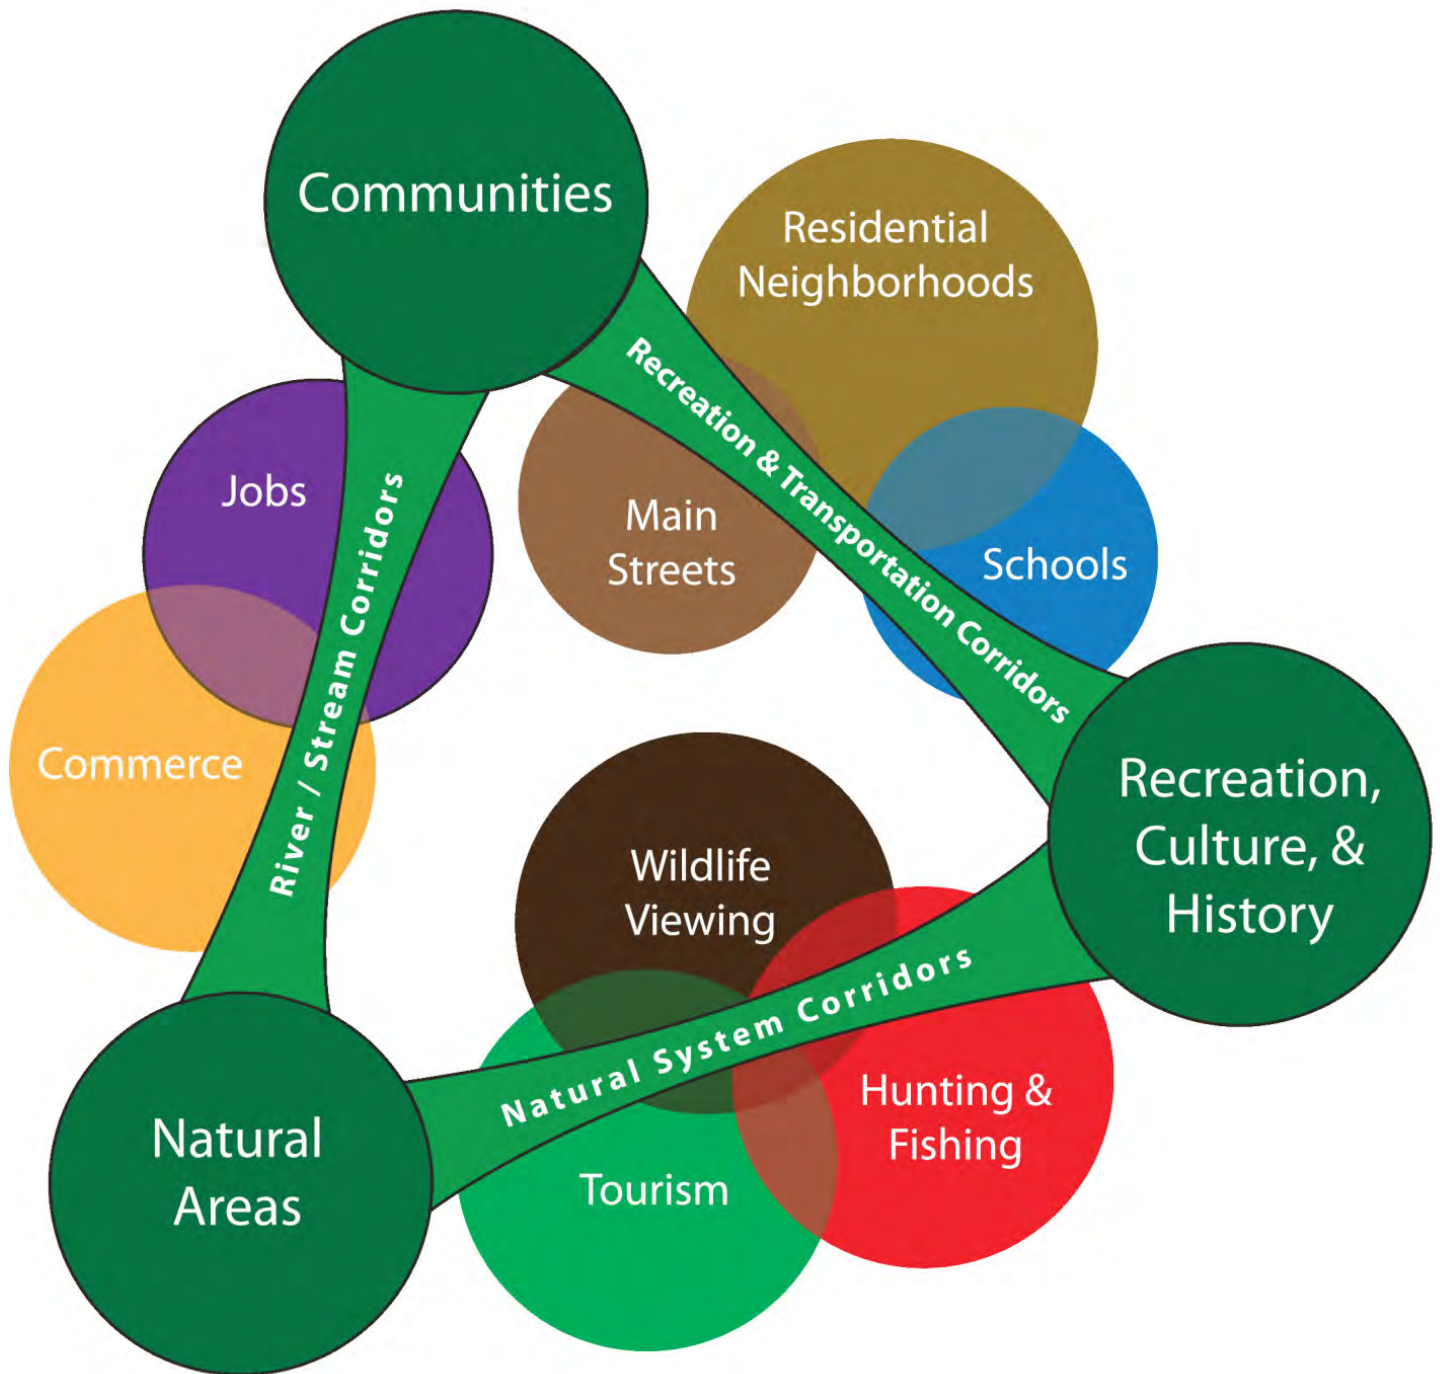 Communities
Residential
Neighborhoods
Recreation & Transportation Corridors
Jobs
River / Stream Corridors
Main
Streets
Schools
Commerce
Recreation,
Culture, &
History
Wildlife
Viewing
Natural System Corridors
Hunting &
Fishing
Natural
Areas
Tourism